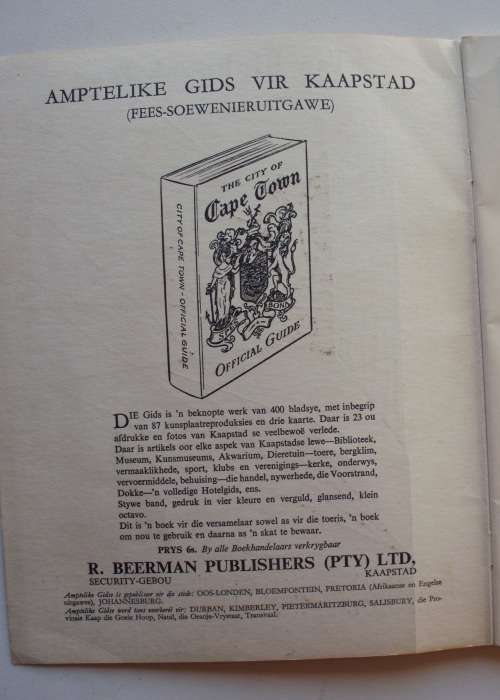 AMPTELIKE GIDS VIR KAAPSTAD
(FEES-SOEWENIERUITGAWE)
CITY OF CAPE TOWN - OFFICIAL GUIDE
THE CITY OF
Cape Town
OFFICIAL GUIDE
DIE Gids is 'n beknopte werk van 400 bladsye, met inbegrip
van 87 kunsplaatreproduksies en drie kaarte. Daar is 23 ou
afdrukke en fotos van Kaapstad se veelbewoë verlede.
Daar is artikels oor elke aspek van Kaapstadse lewe—Biblioteek,
Museum, Kunsmuseums, Akwarium, Dieretuin—toere, bergklim,
vermaaklikhede, sport, klubs en verenigings—kerke, onderwys,
vervoermiddele, behuising—die handel, nywerhede, die Voorstrand,
Dokke—'n volledige Hotelgids, ens.
Stywe band, gedruk in vier kleure en verguld, glansend, klein
octavo.
Dit is 'n boek vir die versamelaar sowel as vir die toeris, 'n boek
om nou te gebruik en daarna as 'n skat te bewaar.
PRYS 6s. By alle Boekhandelaars verkrygbaar
R. BEERMAN PUBLISHERS (PTY) LTD,
SECURITY-GEBOU KAAPSTAD
Amptelike Gidse is gepubliseer vir die stede: OOS-LONDEN, BLOEMFONTEIN, PRETORIA (Afrikaanse en Engelse
uitgawes), JOHANNESBURG.
Amptelike Gidse word voorberei vir: DURBAN, KIMBERLEY, PIETERMARITZBURG, SALISBURY, die Pro-
vinsie Kaap die Goeie Hoop, Natal, die Oranje-Vrystaat, Transvaal.